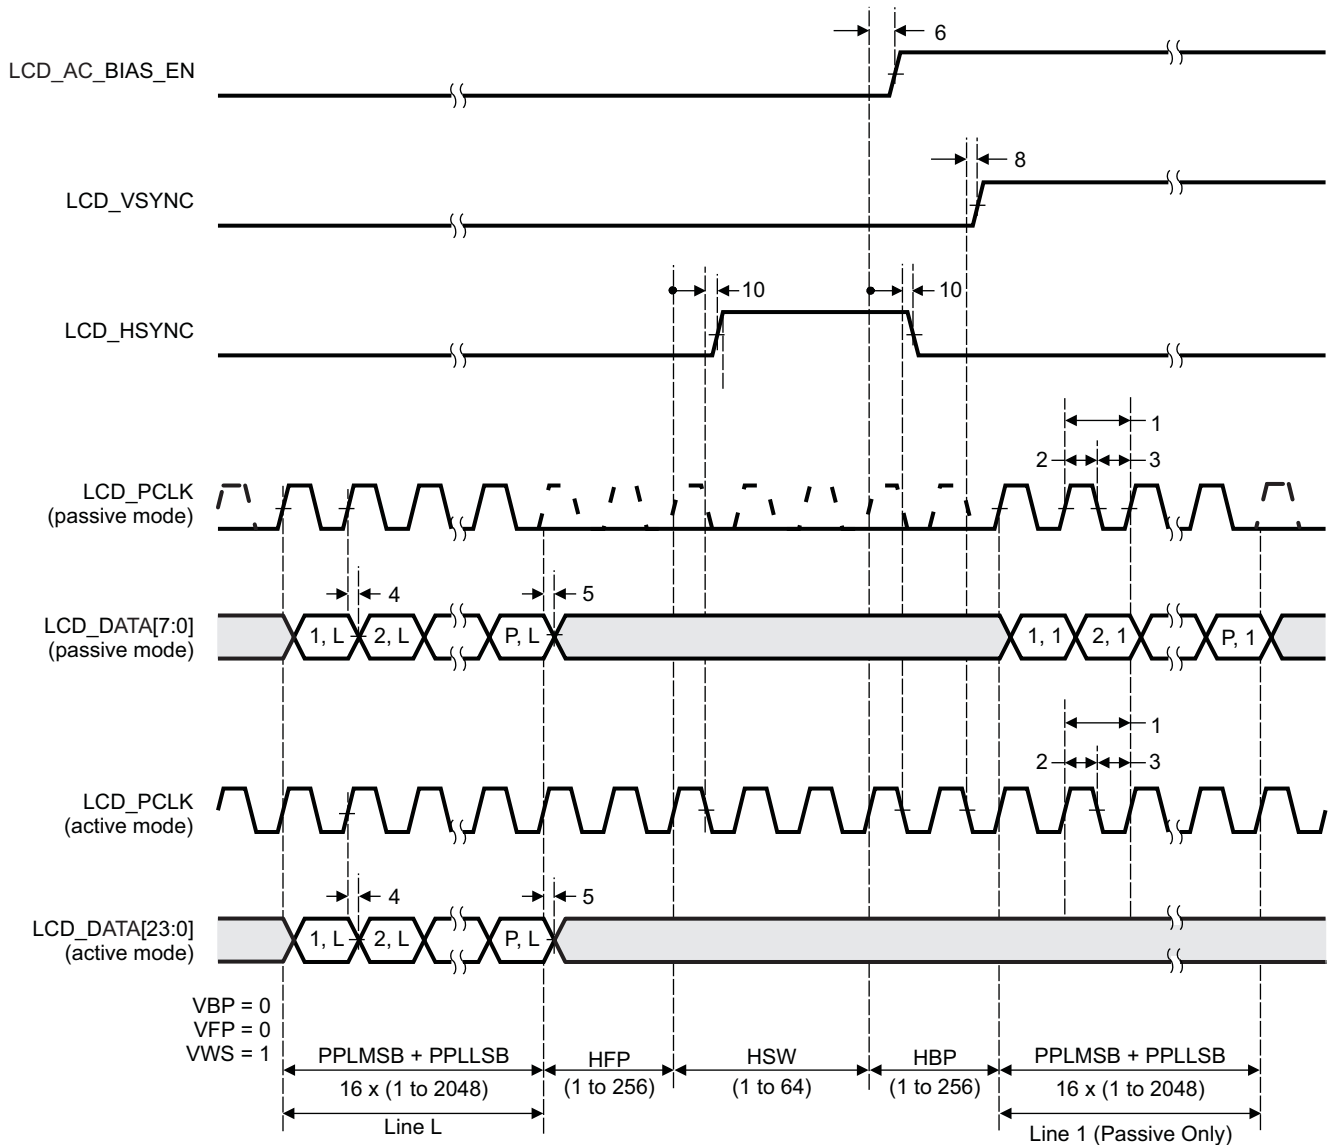 6
LCD_AC_BIAS_EN
8
LCD_VSYNC
10
10
LCD_HSYNC
1
2
3
LCD_PCLK
(passive mode)
4
5
LCD_DATA[7:0]
(passive mode)
1, L
2, L
P, L
1, 1
2, 1
P, 1
1
2
3
LCD_PCLK
(active mode)
4
5
LCD_DATA[23:0]
(active mode)
1, L
2, L
P, L
VBP = 0
VFP = 0
VWS = 1
PPLMSB + PPLLSB
16 x (1 to 2048)
HFP
(1 to 256)
HSW
(1 to 64)
HBP
(1 to 256)
PPLMSB + PPLLSB
16 x (1 to 2048)
Line L
Line 1 (Passive Only)